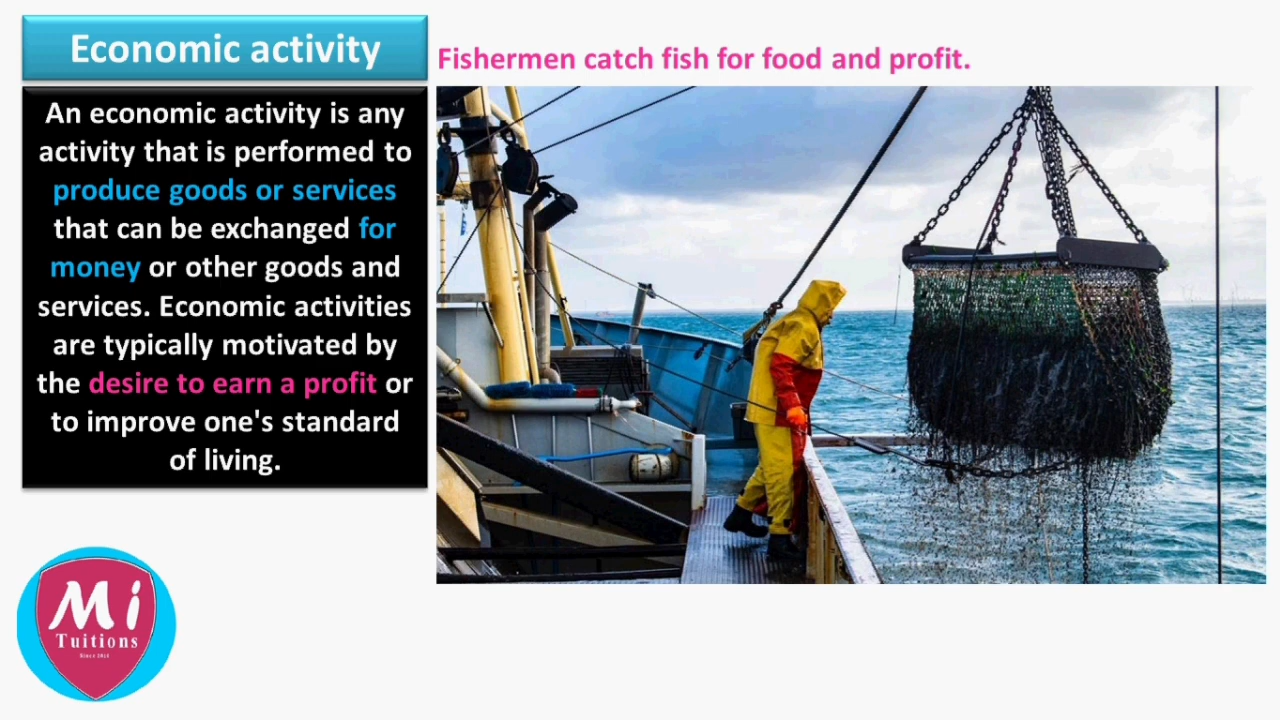 Economic activity
Fishermen catch fish for food and profit.
An economic activity is any
activity that is performed to
produce goods or services
that can be exchanged for
money or other goods and
services. Economic activities
are typically motivated by
the desire to earn a profit or
to improve one's standard
of living.
Mi
Tuitions
Since 2014